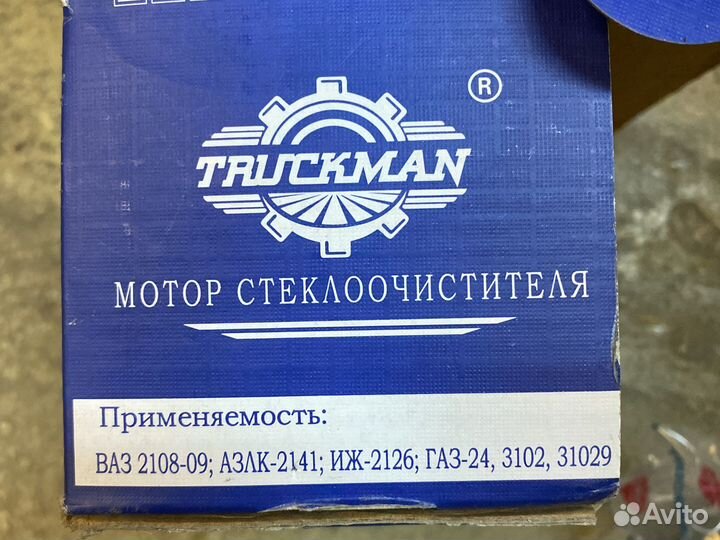 ®
TRUCKMAN
МОТОР СТЕКЛООЧИСТИТЕЛЯ
Применяемость:
ВАЗ 2108-09; АЗЛК-2141; ИЖ-2126; ГАЗ-24, 3102, 31029
Avito